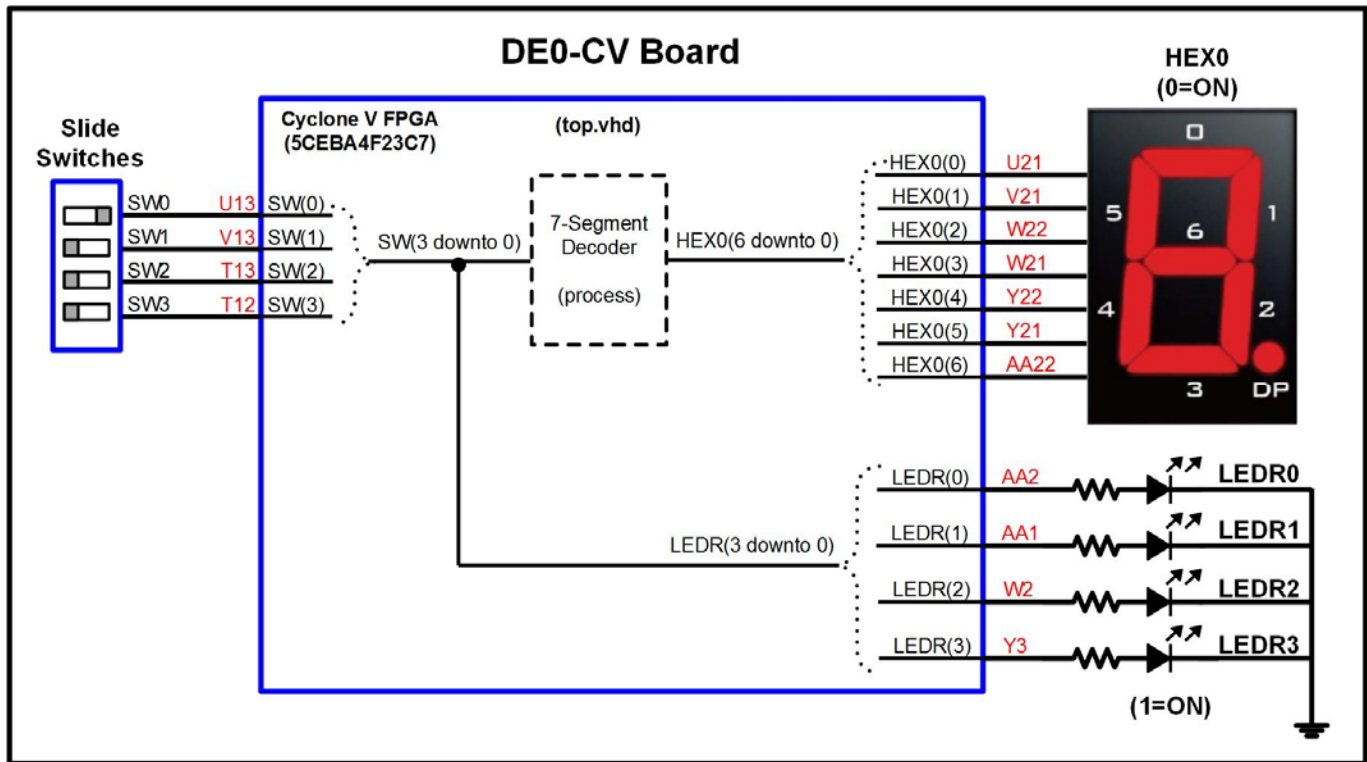 DE0-CV Board
HEX0
(0=ON)
Slide
Switches
Cyclone V FPGA
(5CEBA4F23C7)
(top.vhd)
SW0 U13 SW(0)
SW1 V13 SW(1)
SW2 T13 SW(2)
SW3 T12 SW(3)
SW(3 downto 0)
7-Segment
Decoder
(process)
HEX0(6 downto 0)
HEX0(0) U21
HEX0(1) V21
HEX0(2) W22
HEX0(3) W21
HEX0(4) Y22
HEX0(5) Y21
HEX0(6) AA22
0
5 1
6
4 2
3 DP
LEDR(3 downto 0)
LEDR(0) AA2 LEDR0
LEDR(1) AA1 LEDR1
LEDR(2) W2 LEDR2
LEDR(3) Y3 LEDR3
(1=ON)